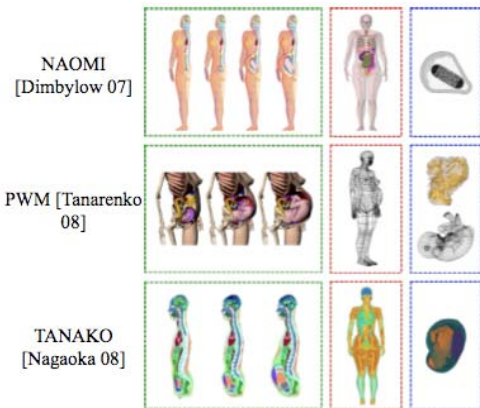 NAOMI
[Dimbylow 07]
PWM [Tanarenko
08]
TANAKO
[Nagaoka 08]